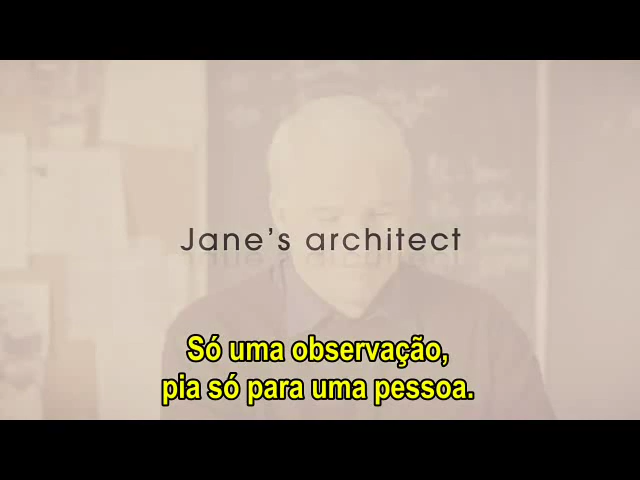 Jane's architect
Só uma observação,
pia só para uma pessoa.